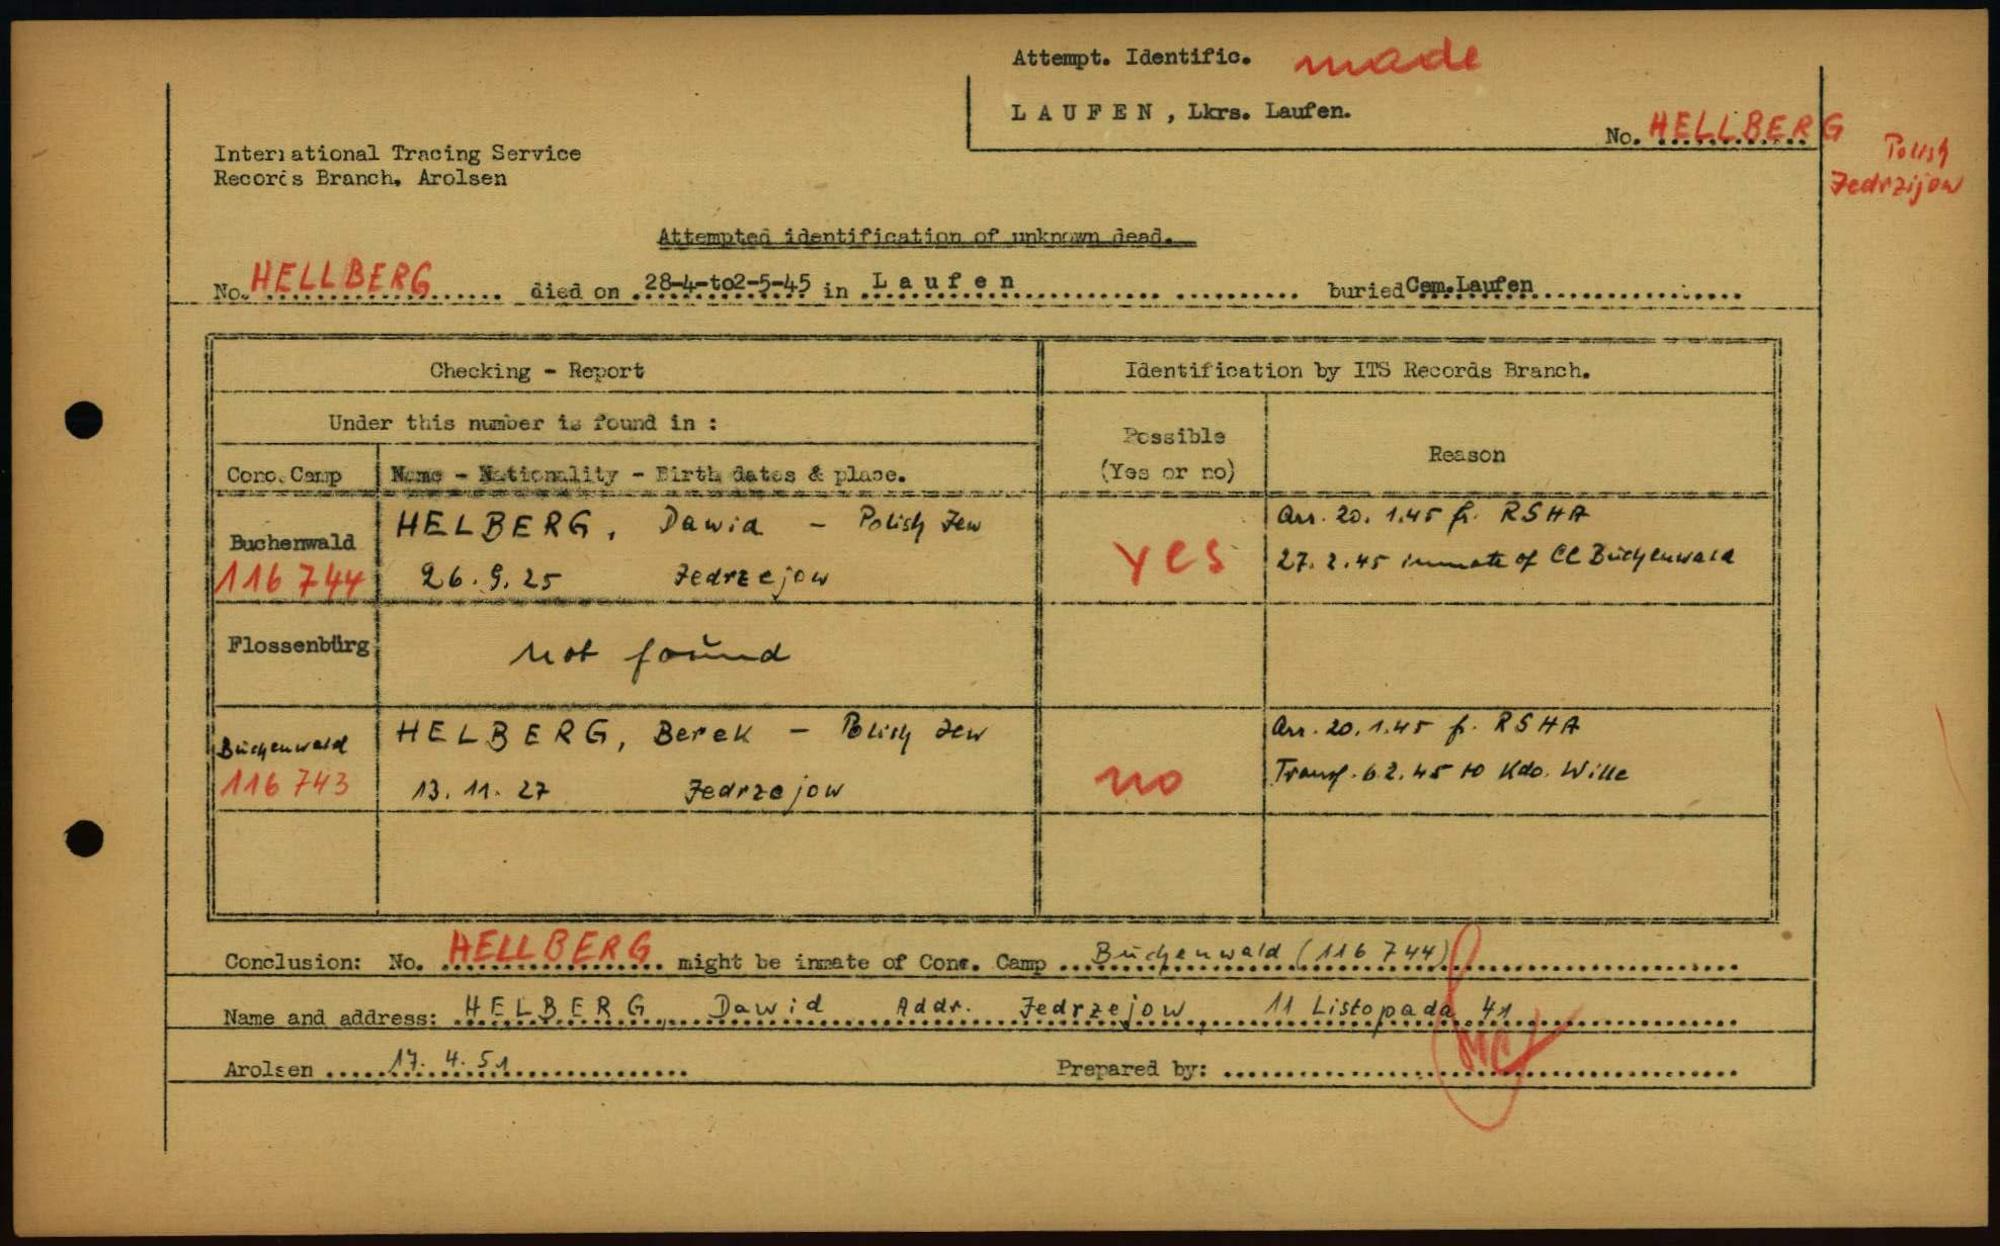 Attempt. Identific. made
L A U F E N , Lkrs. Laufen.
No. HELLBERG
Polish
Jedrzijow
International Tracing Service
Records Branch, Arolsen
Attempted identification of unknown dead.
No. HELLBERG died on 28-4-to2-5-45 in L a u f e n buried Cem.Laufen
Checking - Report
Identification by ITS Records Branch.
Under this number is found in :
Possible
(Yes or no)
Reason
Conc. Camp
Name - Nationality - Birth dates & place.
Buchenwald
116 744
HELBERG, Dawid - Polish Jew
26. 9. 25 Jedrzejow
yes
Arr. 20. 1.45 fr. RSHA
27. 2. 45 inmate of CC Buchenwald
Flossenbürg
not found
Buchenwald
116 743
HELBERG, Berek - Polish Jew
13. 11. 27 Jedrzejow
no
Arr. 20. 1. 45 fr. RSHA
Transf. 6 2. 45 to Kdo. Wille
Conclusion: No. HELLBERG might be inmate of Conc. Camp Buchenwald (116 744)
Name and address: HELBERG, Dawid Addr. Jedrzejow, 11 Listopada 41
Arolsen 17. 4. 51
Prepared by: